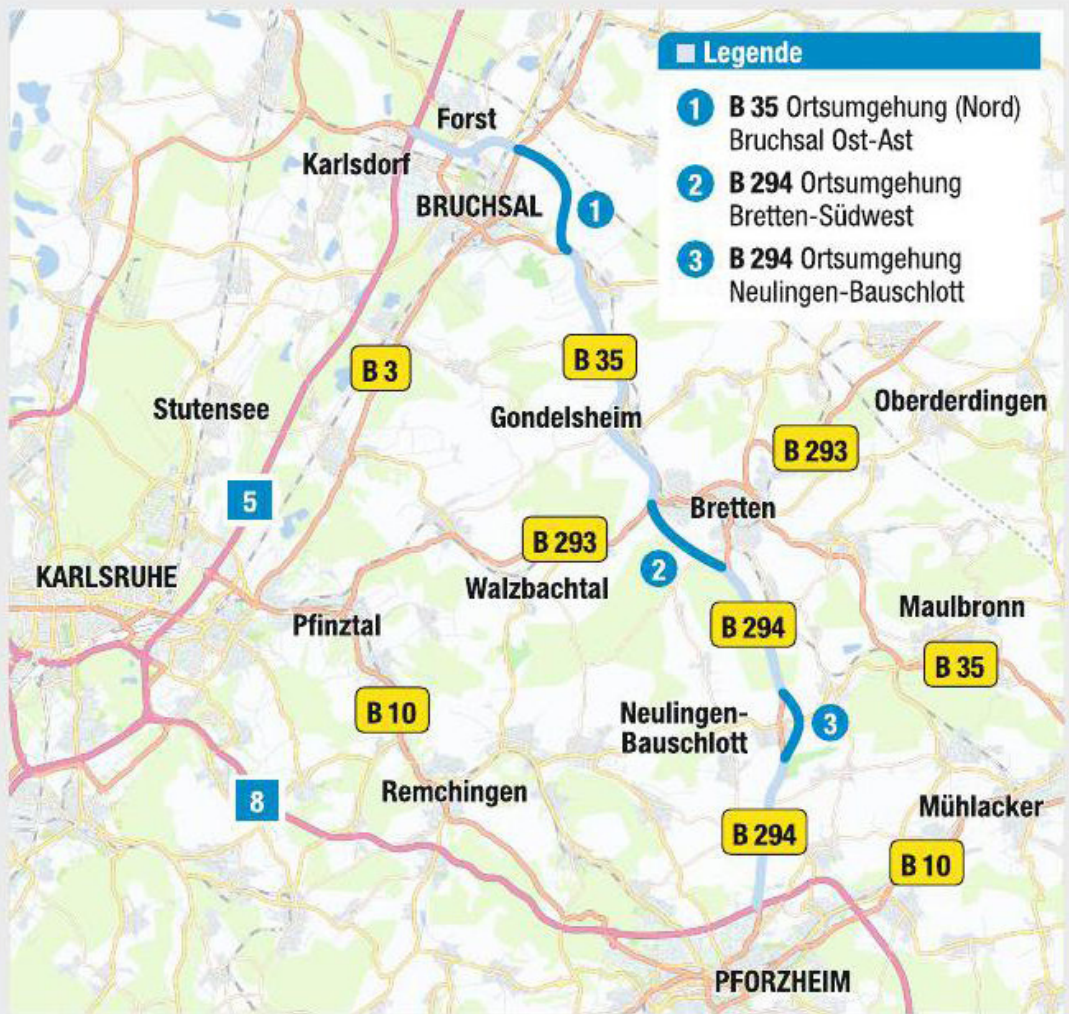 Legende
1 B 35 Ortsumgehung (Nord)
Bruchsal Ost-Ast
2 B 294 Ortsumgehung
Bretten-Südwest
3 B 294 Ortsumgehung
Neulingen-Bauschlott
Forst
Karlsdorf
BRUCHSAL
1
B 3
B 35
Stutensee
Gondelsheim
Oberderdingen
B 293
5
Bretten
B 293
KARLSRUHE
2
Walzbachtal
Pfinztal
Maulbronn
B 294
B 35
B 10
Neulingen-
Bauschlott
3
8
Remchingen
Mühlacker
B 294
B 10
PFORZHEIM